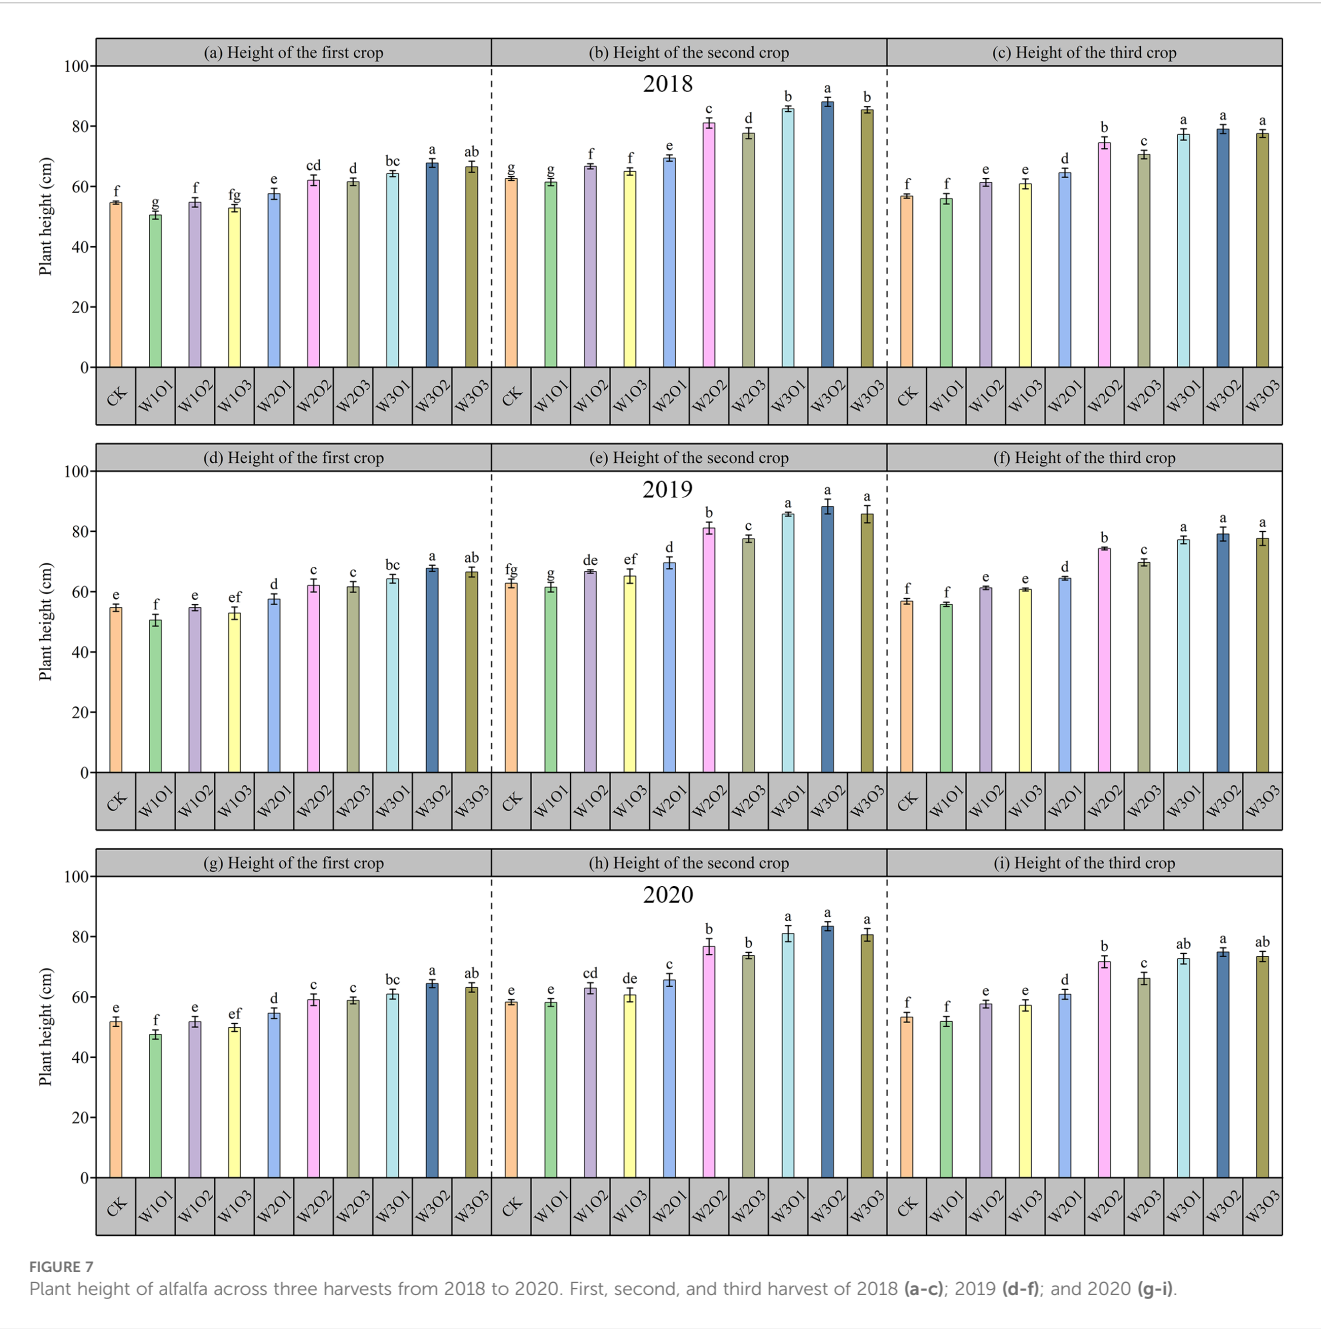 (a) Height of the first crop (b) Height of the second crop (c) Height of the third crop
2018
Plant height (cm)
100
80
60
40
20
0
f g f fg e cd d bc a ab g g f f e c d b a b f f e e d b c a a a
CK W1O1 W1O2 W1O3 W2O1 W2O2 W2O3 W3O1 W3O2 W3O3 CK W1O1 W1O2 W1O3 W2O1 W2O2 W2O3 W3O1 W3O2 W3O3 CK W1O1 W1O2 W1O3 W2O1 W2O2 W2O3 W3O1 W3O2 W3O3
(d) Height of the first crop (e) Height of the second crop (f) Height of the third crop
2019
Plant height (cm)
100
80
60
40
20
0
e f e ef d c c bc a ab fg g de ef d b c a a a f f e e d b c a a a
CK W1O1 W1O2 W1O3 W2O1 W2O2 W2O3 W3O1 W3O2 W3O3 CK W1O1 W1O2 W1O3 W2O1 W2O2 W2O3 W3O1 W3O2 W3O3 CK W1O1 W1O2 W1O3 W2O1 W2O2 W2O3 W3O1 W3O2 W3O3
(g) Height of the first crop (h) Height of the second crop (i) Height of the third crop
2020
Plant height (cm)
100
80
60
40
20
0
e f e ef d c c bc a ab e e cd de c b b a a a f f e e d b c ab a ab
CK W1O1 W1O2 W1O3 W2O1 W2O2 W2O3 W3O1 W3O2 W3O3 CK W1O1 W1O2 W1O3 W2O1 W2O2 W2O3 W3O1 W3O2 W3O3 CK W1O1 W1O2 W1O3 W2O1 W2O2 W2O3 W3O1 W3O2 W3O3
FIGURE 7
Plant height of alfalfa across three harvests from 2018 to 2020. First, second, and third harvest of 2018 (a-c); 2019 (d-f); and 2020 (g-i).